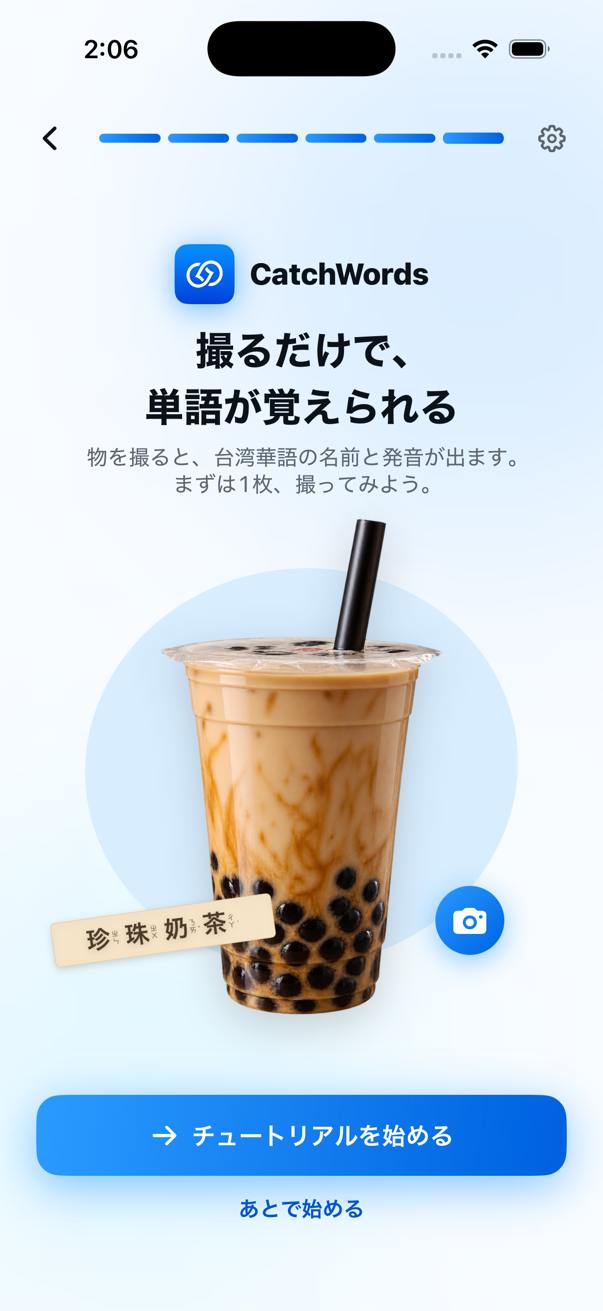 2:06
CatchWords
撮るだけで、
単語が覚えられる
物を撮ると、台湾華語の名前と発音が出ます。
まずは1枚、撮ってみよう。
珍珠奶茶
チュートリアルを始める
あとで始める